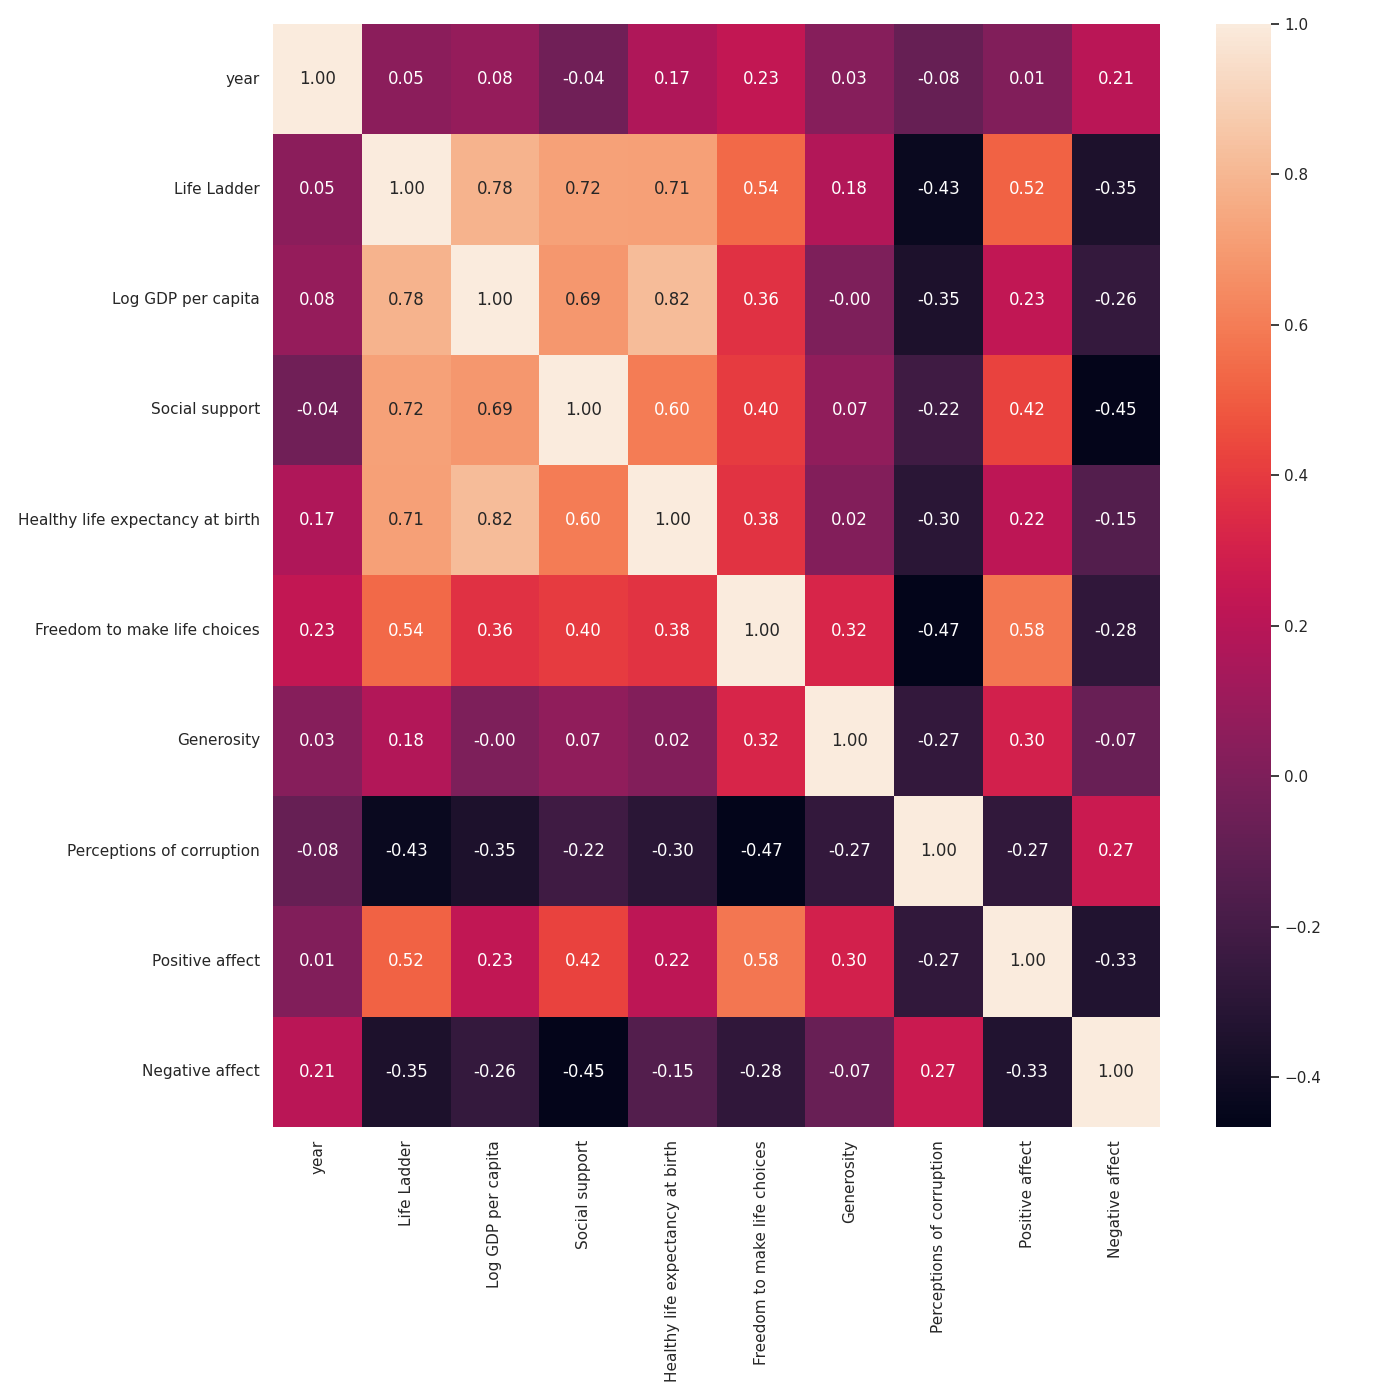 year 1.00 0.05 0.08 -0.04 0.17 0.23 0.03 -0.08 0.01 0.21
Life Ladder 0.05 1.00 0.78 0.72 0.71 0.54 0.18 -0.43 0.52 -0.35
Log GDP per capita 0.08 0.78 1.00 0.69 0.82 0.36 -0.00 -0.35 0.23 -0.26
Social support -0.04 0.72 0.69 1.00 0.60 0.40 0.07 -0.22 0.42 -0.45
Healthy life expectancy at birth 0.17 0.71 0.82 0.60 1.00 0.38 0.02 -0.30 0.22 -0.15
Freedom to make life choices 0.23 0.54 0.36 0.40 0.38 1.00 0.32 -0.47 0.58 -0.28
Generosity 0.03 0.18 -0.00 0.07 0.02 0.32 1.00 -0.27 0.30 -0.07
Perceptions of corruption -0.08 -0.43 -0.35 -0.22 -0.30 -0.47 -0.27 1.00 -0.27 0.27
Positive affect 0.01 0.52 0.23 0.42 0.22 0.58 0.30 -0.27 1.00 -0.33
Negative affect 0.21 -0.35 -0.26 -0.45 -0.15 -0.28 -0.07 0.27 -0.33 1.00
year
Life Ladder
Log GDP per capita
Social support
Healthy life expectancy at birth
Freedom to make life choices
Generosity
Perceptions of corruption
Positive affect
Negative affect
1.0
0.8
0.6
0.4
0.2
0.0
−0.2
−0.4